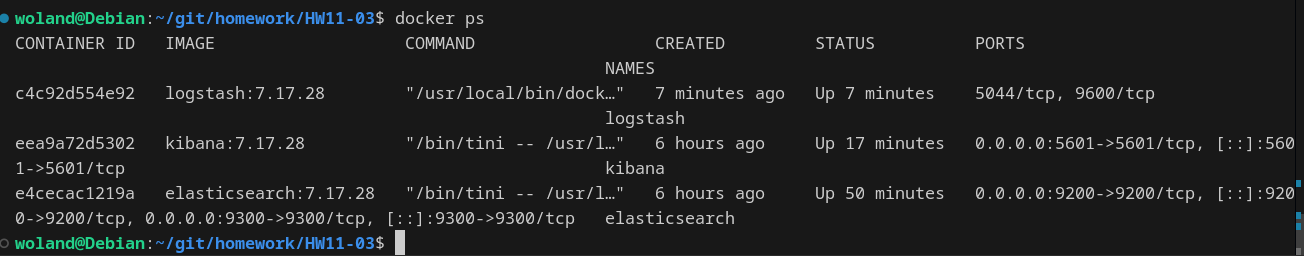 woland@Debian:~/git/homework/HW11-03$ docker ps
CONTAINER ID   IMAGE                   COMMAND                  CREATED         STATUS          PORTS
                                                           NAMES
c4c92d554e92   logstash:7.17.28        "/usr/local/bin/dock…"   7 minutes ago   Up 7 minutes    5044/tcp, 9600/tcp
                                                           logstash
eea9a72d5302   kibana:7.17.28          "/bin/tini -- /usr/l…"   6 hours ago     Up 17 minutes   0.0.0.0:5601->5601/tcp, [::]:560
1->5601/tcp                                                kibana
e4cecac1219a   elasticsearch:7.17.28   "/bin/tini -- /usr/l…"   6 hours ago     Up 50 minutes   0.0.0.0:9200->9200/tcp, [::]:920
0->9200/tcp, 0.0.0.0:9300->9300/tcp, [::]:9300->9300/tcp   elasticsearch
woland@Debian:~/git/homework/HW11-03$